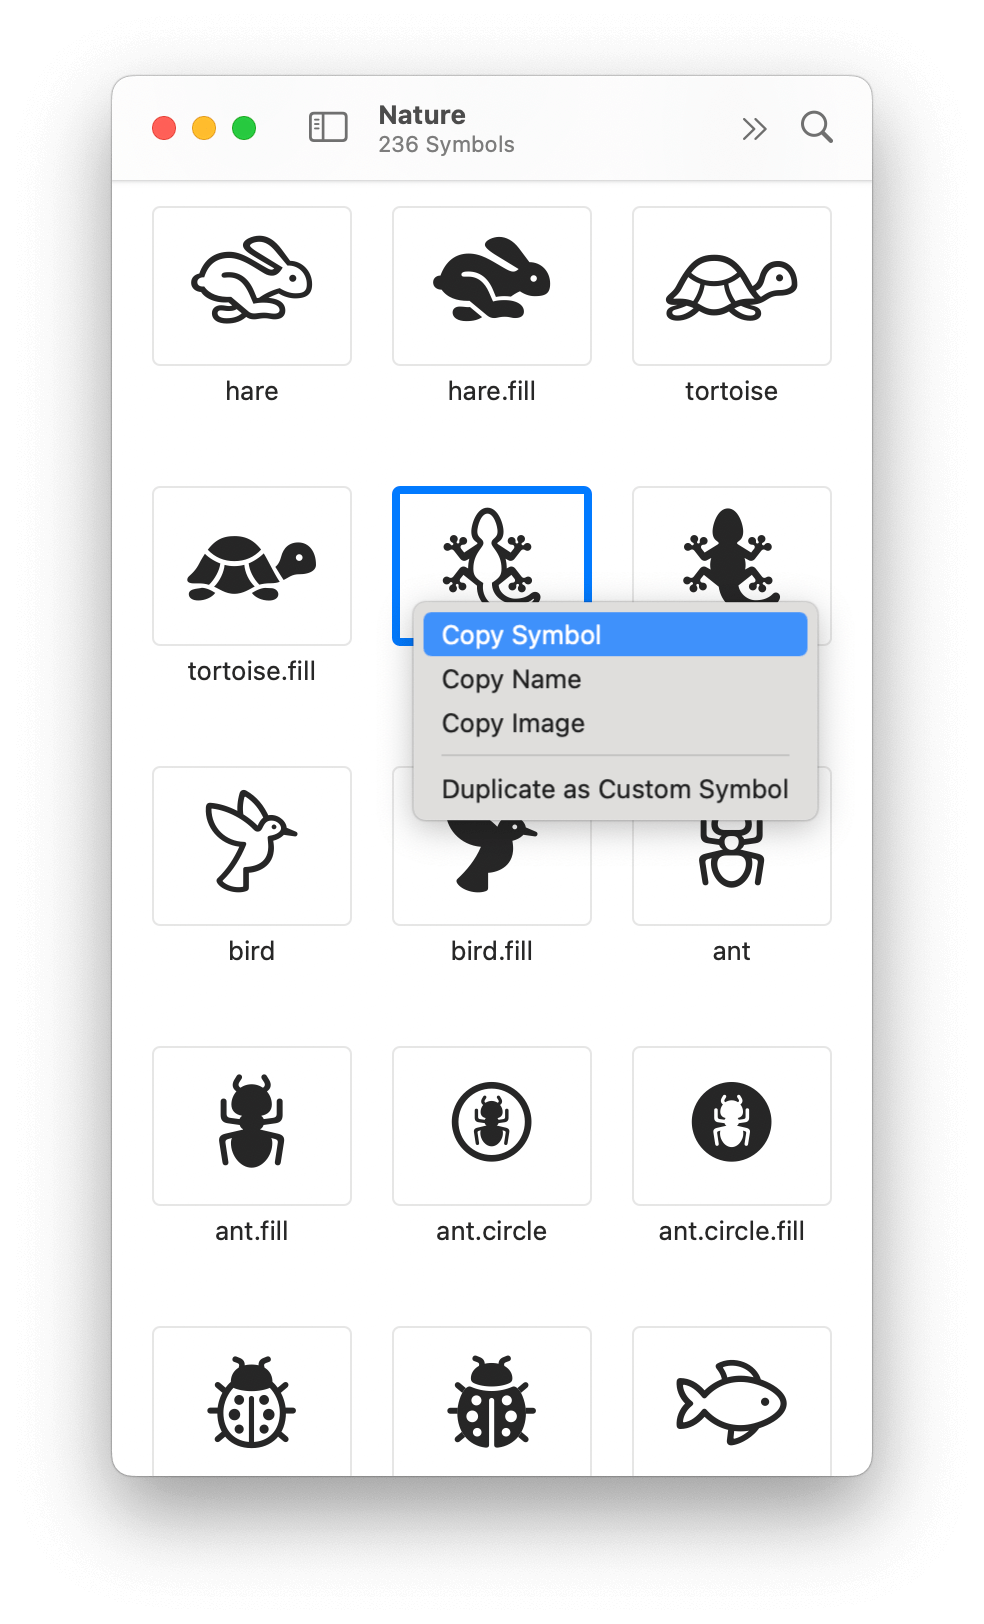 Nature
236 Symbols
hare
hare.fill
tortoise
tortoise.fill
Copy Symbol
Copy Name
Copy Image
Duplicate as Custom Symbol
bird
bird.fill
ant
ant.fill
ant.circle
ant.circle.fill